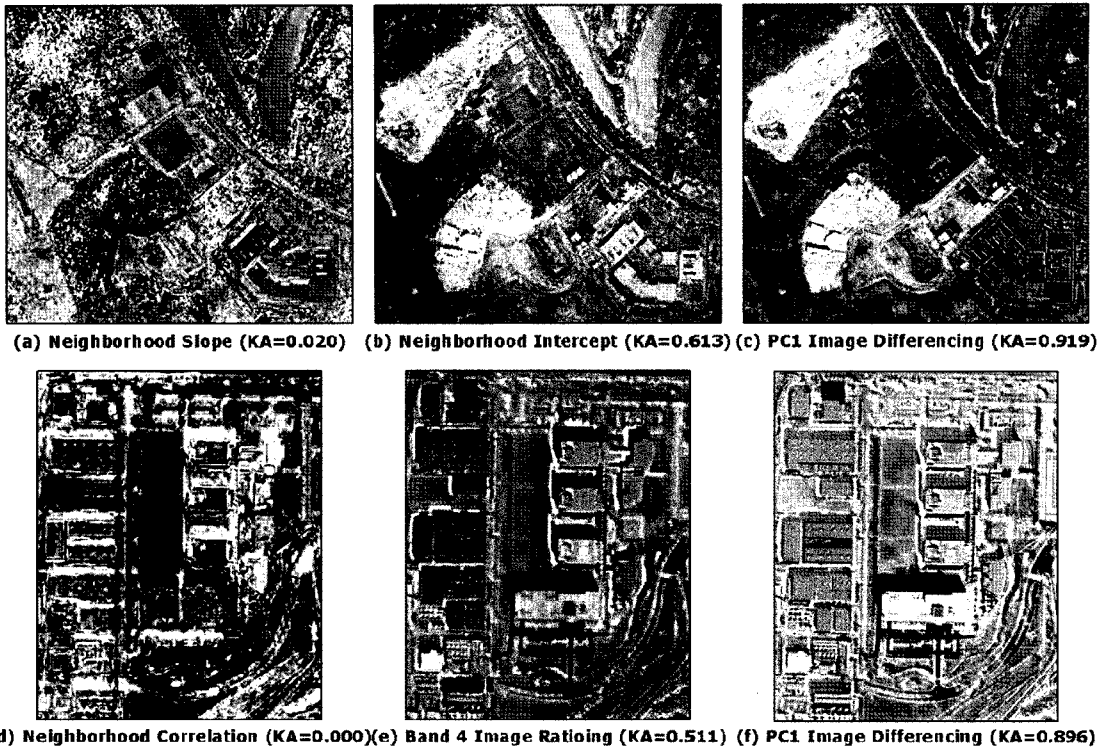 (a) Neighborhood Slope (KA=0.020) (b) Neighborhood Intercept (KA=0.613) (c) PC1 Image Differencing (KA=0.919)
d) Neighborhood Correlation (KA=0.000)(e) Band 4 Image Ratioing (KA=0.511) (f) PC1 Image Differencing (KA=0.896)